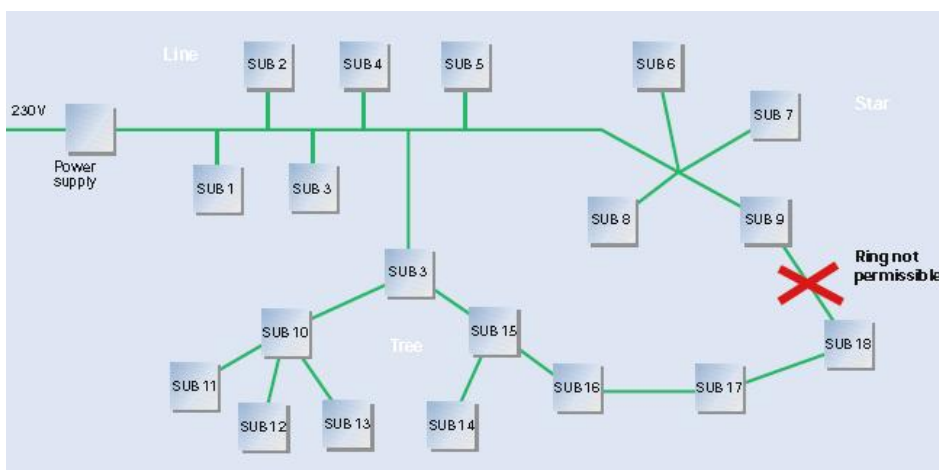 Line
SUB 2
SUB 4
SUB 5
SUB 6
Star
SUB 7
230V
Power
supply
SUB 1
SUB 3
SUB 8
SUB 9
Ring not
permissible
SUB 3
SUB 10
Tree
SUB 15
SUB 18
SUB 11
SUB 16
SUB 17
SUB 12
SUB 13
SUB 14